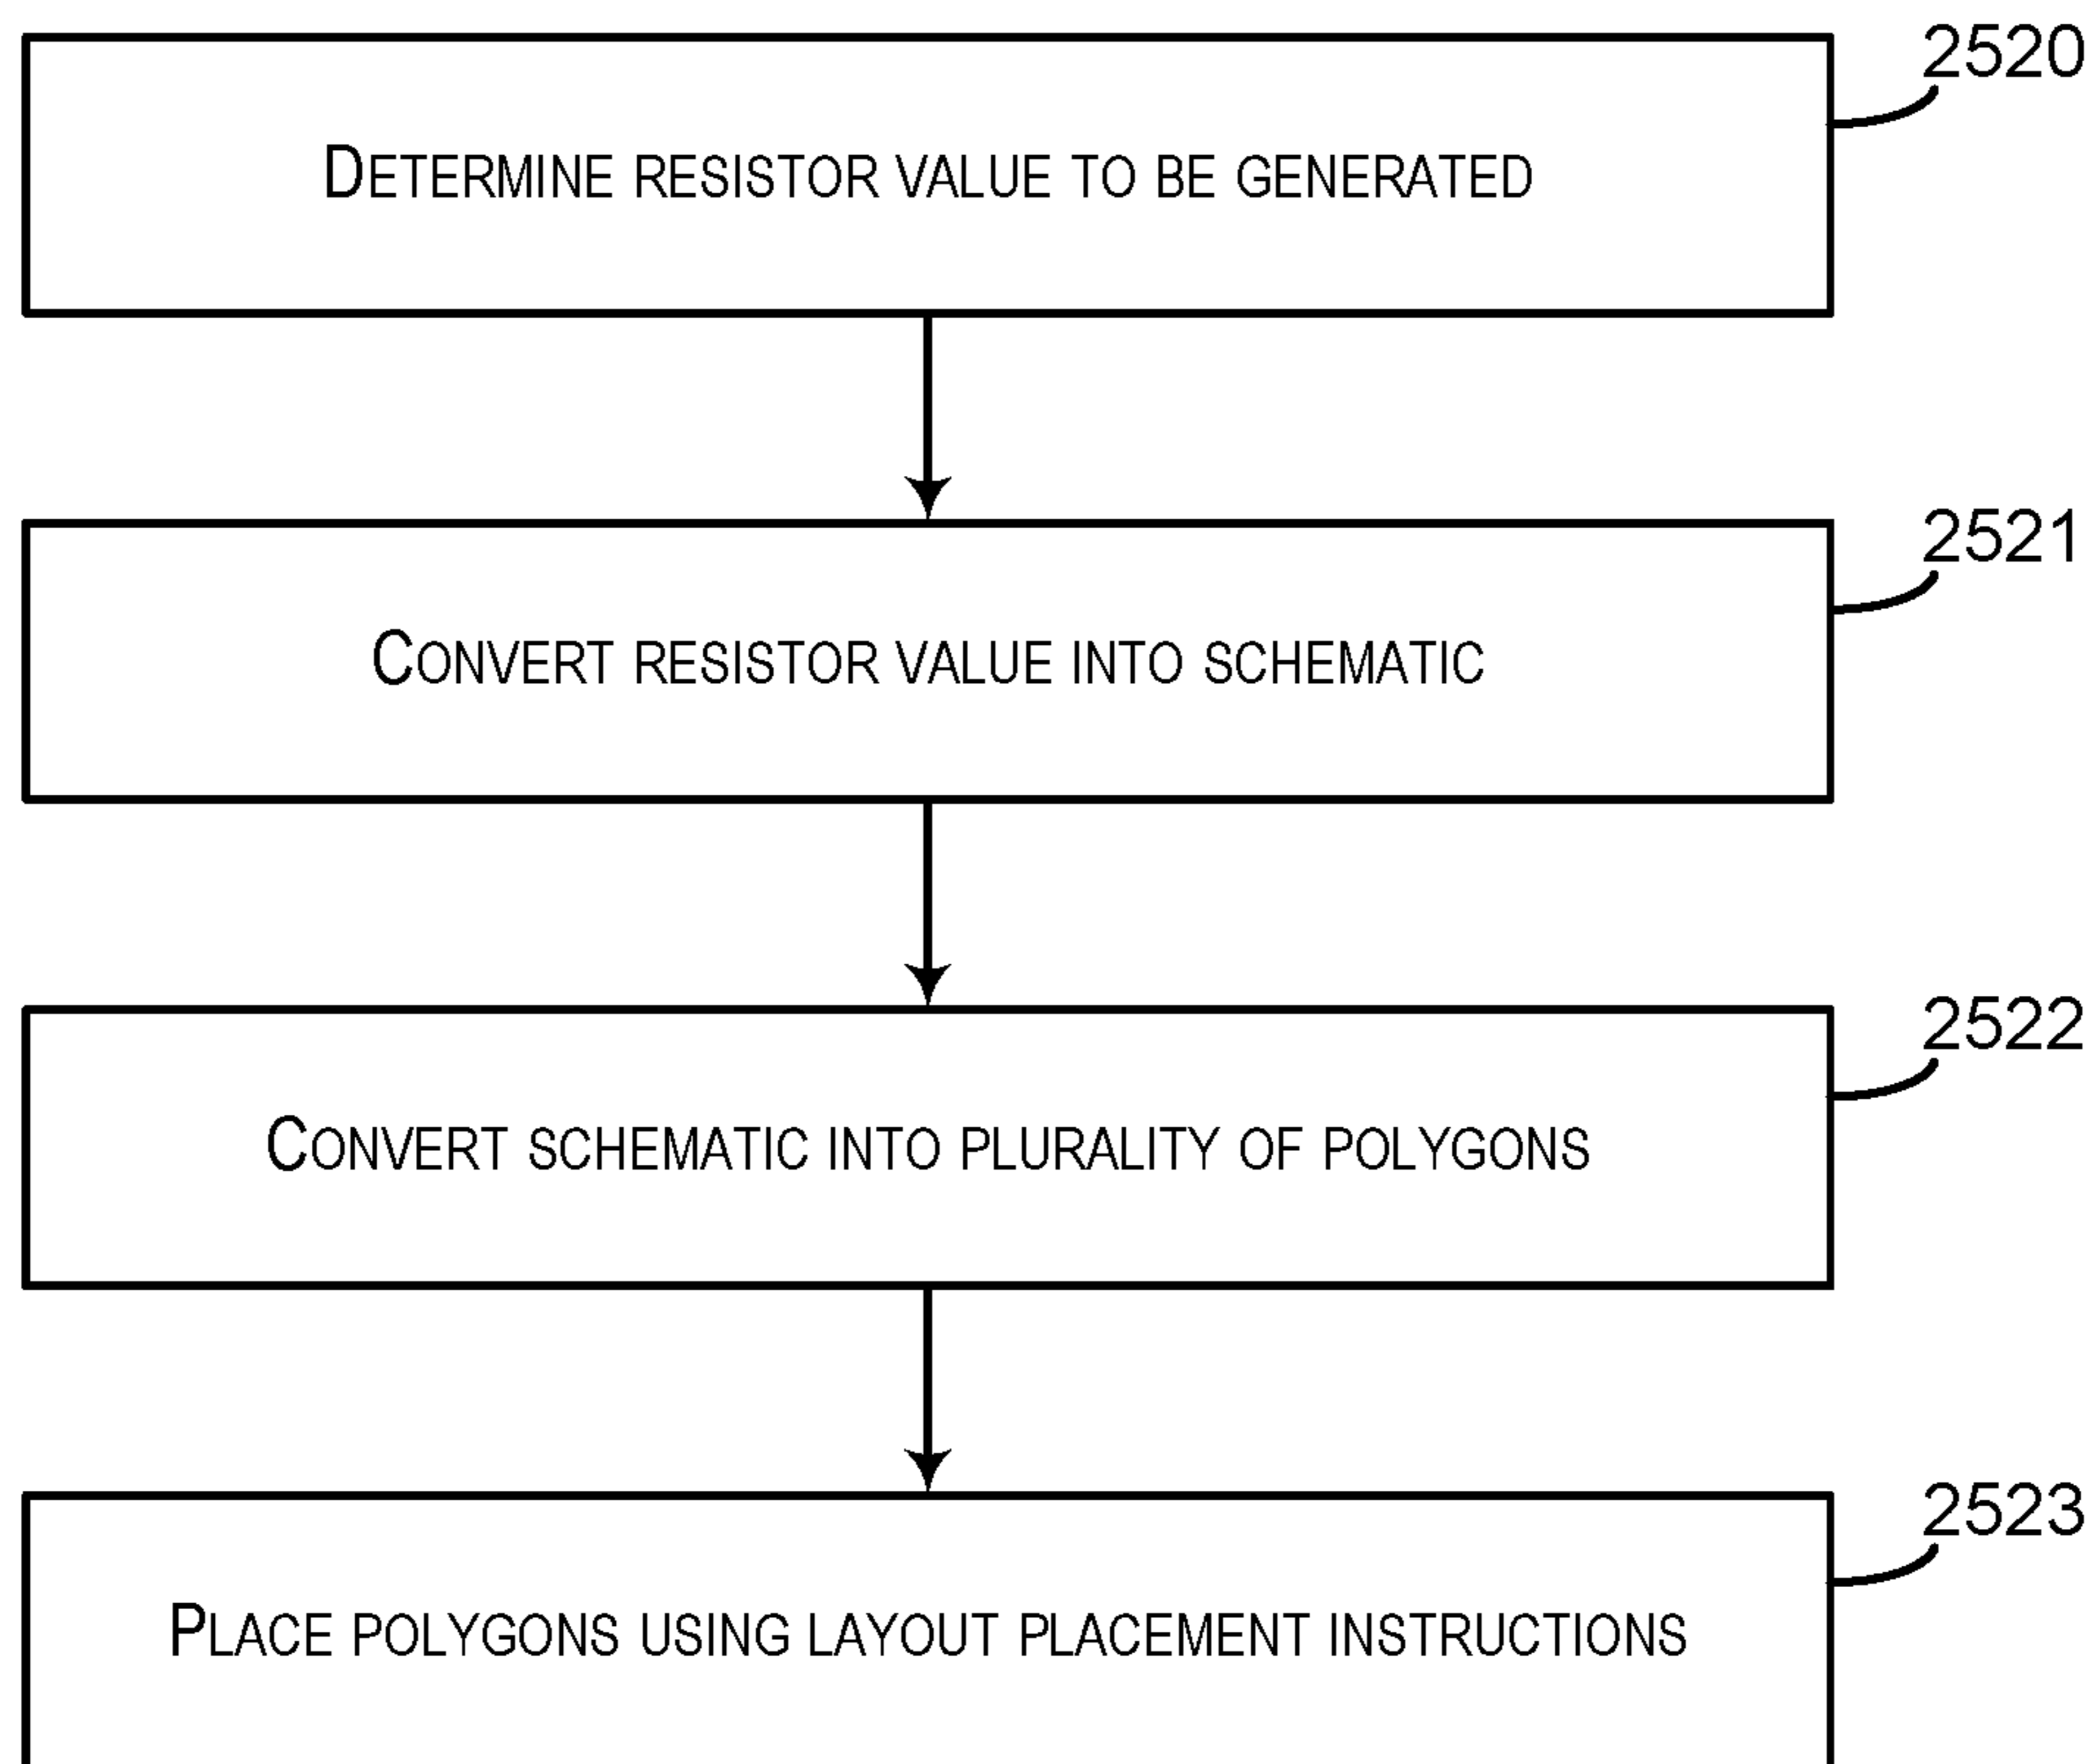 2520
DETERMINE RESISTOR VALUE TO BE GENERATED
2521
CONVERT RESISTOR VALUE INTO SCHEMATIC
2522
CONVERT SCHEMATIC INTO PLURALITY OF POLYGONS
2523
PLACE POLYGONS USING LAYOUT PLACEMENT INSTRUCTIONS